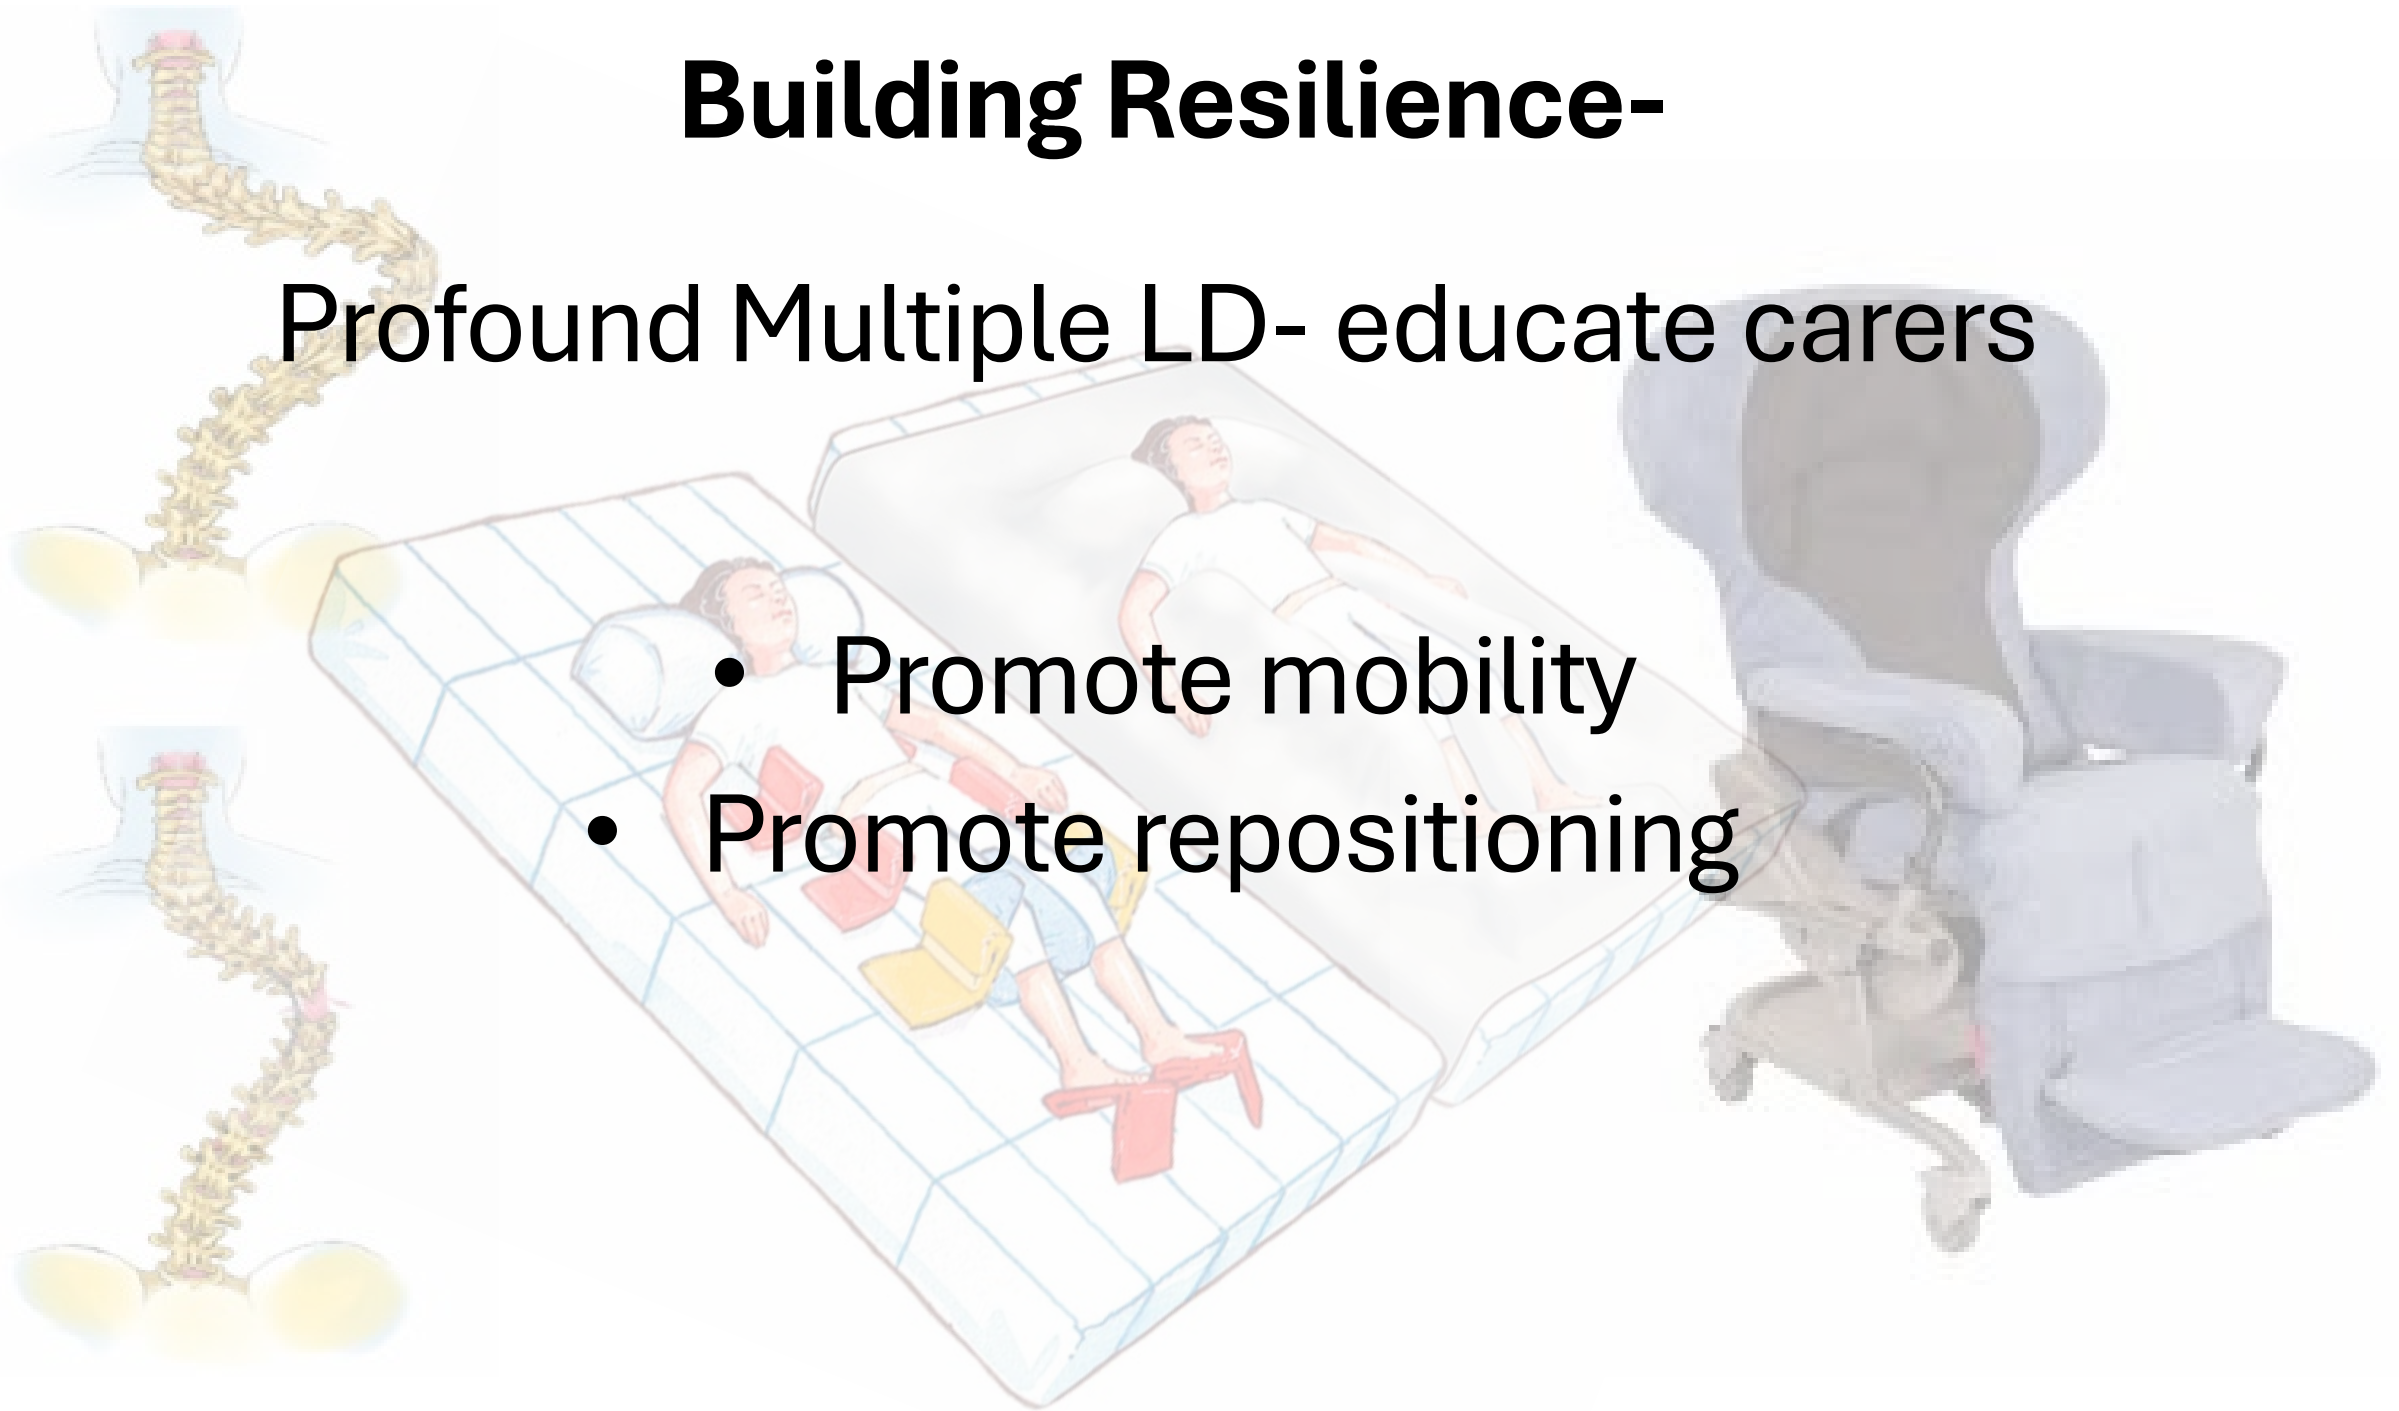 Building Resilience-
Profound Multiple LD- educate carers
• Promote mobility
• Promote repositioning